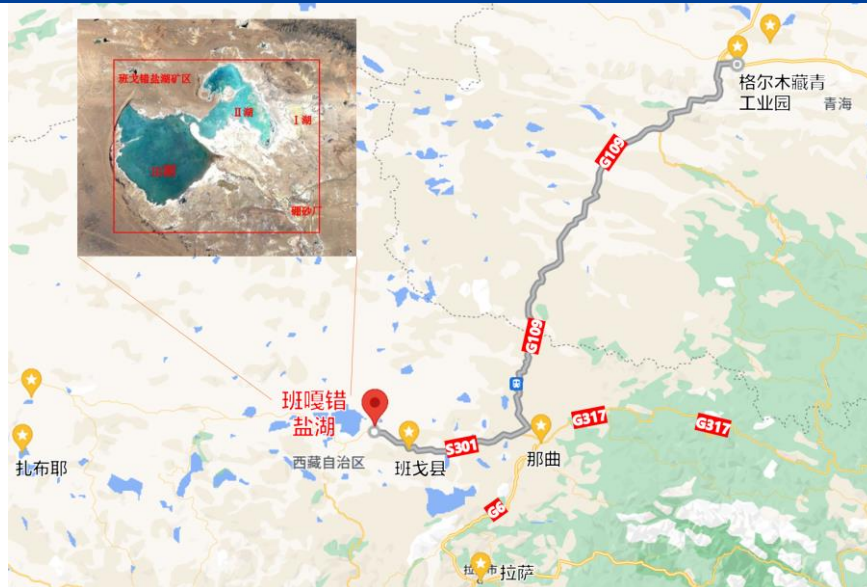 班戈错盐湖矿区
II湖
I湖
III湖
硼砂厂
格尔木藏青
工业园
青海
G109
G109
班嘎错
盐湖
S301
G317
G317
西藏自治区
班戈县
那曲
扎布耶
G6
拉萨